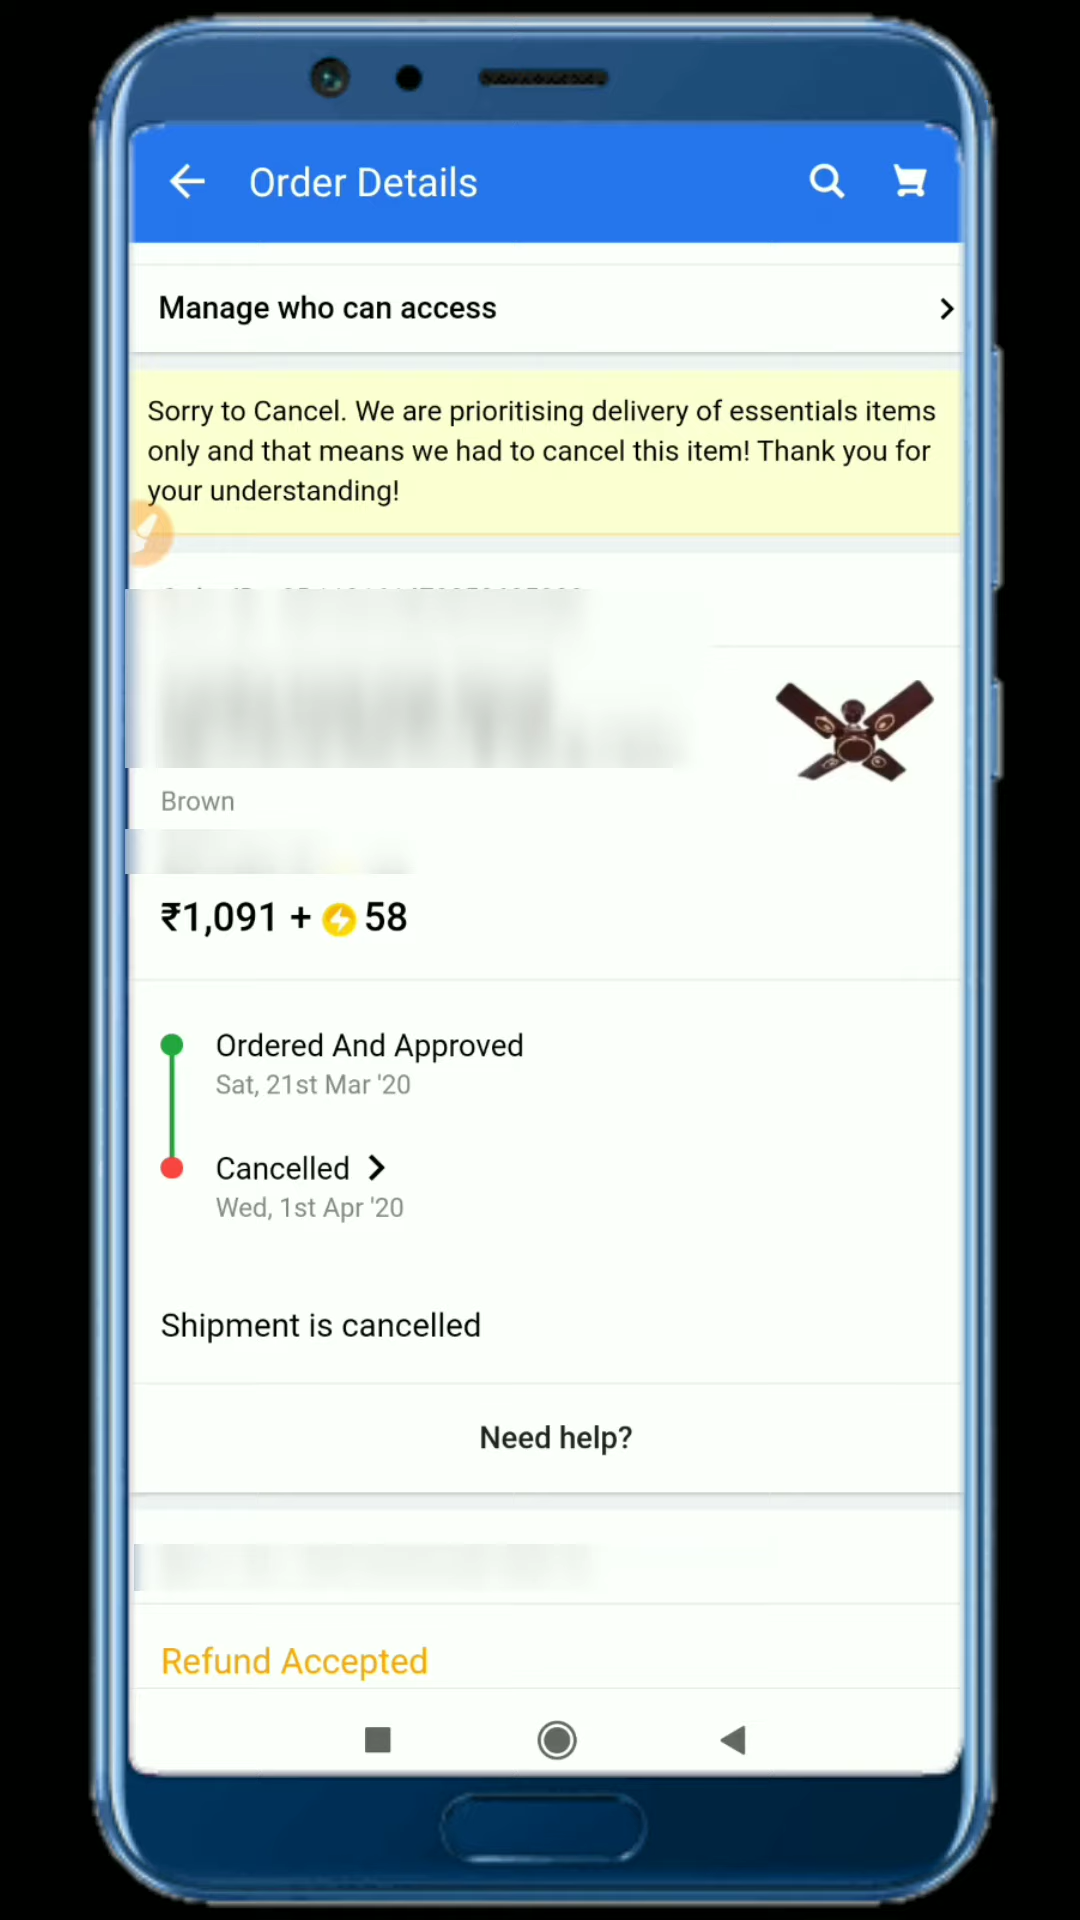 Order Details
Manage who can access
Sorry to Cancel. We are prioritising delivery of essentials items
only and that means we had to cancel this item! Thank you for
your understanding!
Brown
₹1,091 + 58
Ordered And Approved
Sat, 21st Mar '20
Cancelled
Wed, 1st Apr '20
Shipment is cancelled
Need help?
Refund Accepted